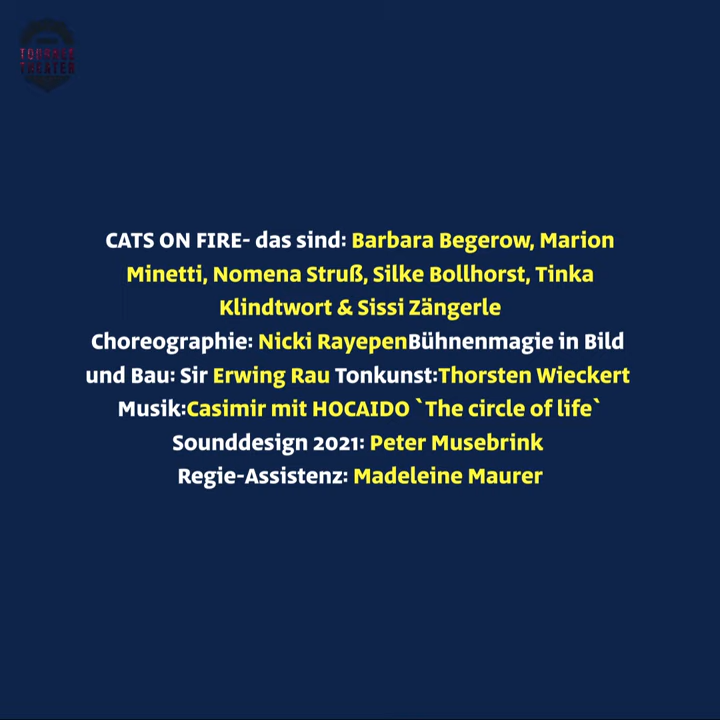 TOURNEE
THEATER
CATS ON FIRE- das sind: Barbara Begerow, Marion
Minetti, Nomena Struß, Silke Bollhorst, Tinka
Klindtwort & Sissi Zängerle
Choreographie: Nicki RayepenBühnenmagie in Bild
und Bau: Sir Erwing Rau Tonkunst:Thorsten Wieckert
Musik:Casimir mit HOCAIDO `The circle of life`
Sounddesign 2021: Peter Musebrink
Regie-Assistenz: Madeleine Maurer